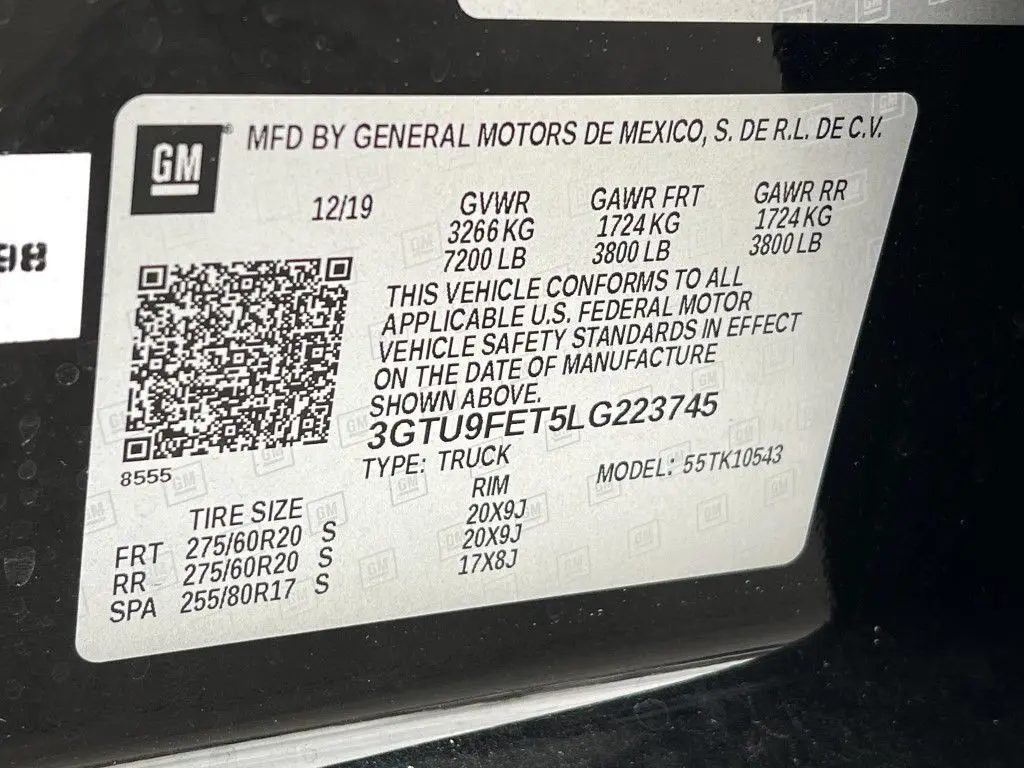 GM
MFD BY GENERAL MOTORS DE MEXICO, S. DE R.L. DE C.V.
12/19 GVWR GAWR FRT GAWR RR
3266 KG 1724 KG 1724 KG
7200 LB 3800 LB 3800 LB
THIS VEHICLE CONFORMS TO ALL
APPLICABLE U.S. FEDERAL MOTOR
VEHICLE SAFETY STANDARDS IN EFFECT
ON THE DATE OF MANUFACTURE
SHOWN ABOVE.
3GTU9FET5LG223745
8555
TYPE: TRUCK MODEL: 55TK10543
TIRE SIZE RIM
FRT 275/60R20 S 20X9J
RR 275/60R20 S 20X9J
SPA 255/80R17 S 17X8J